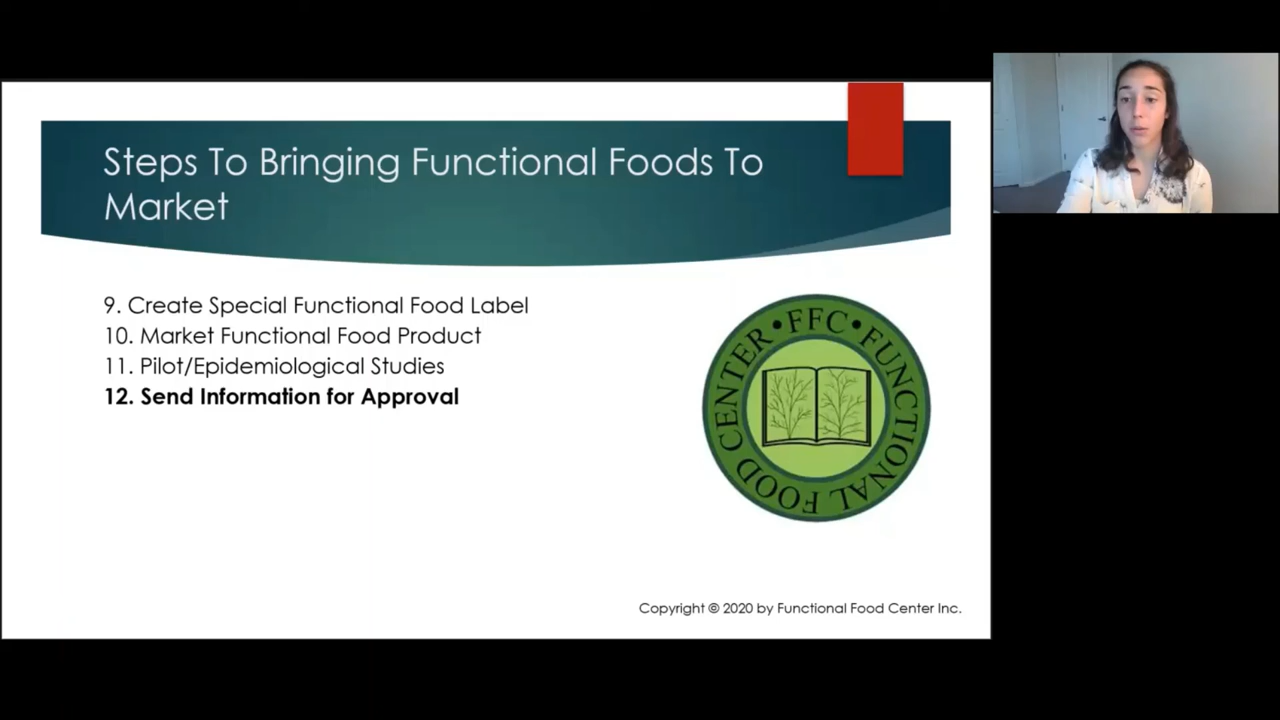 Steps To Bringing Functional Foods To
Market
9. Create Special Functional Food Label
10. Market Functional Food Product
11. Pilot/Epidemiological Studies
12. Send Information for Approval
• FFC • FUNCTIONAL FOOD CENTER
Copyright © 2020 by Functional Food Center Inc.